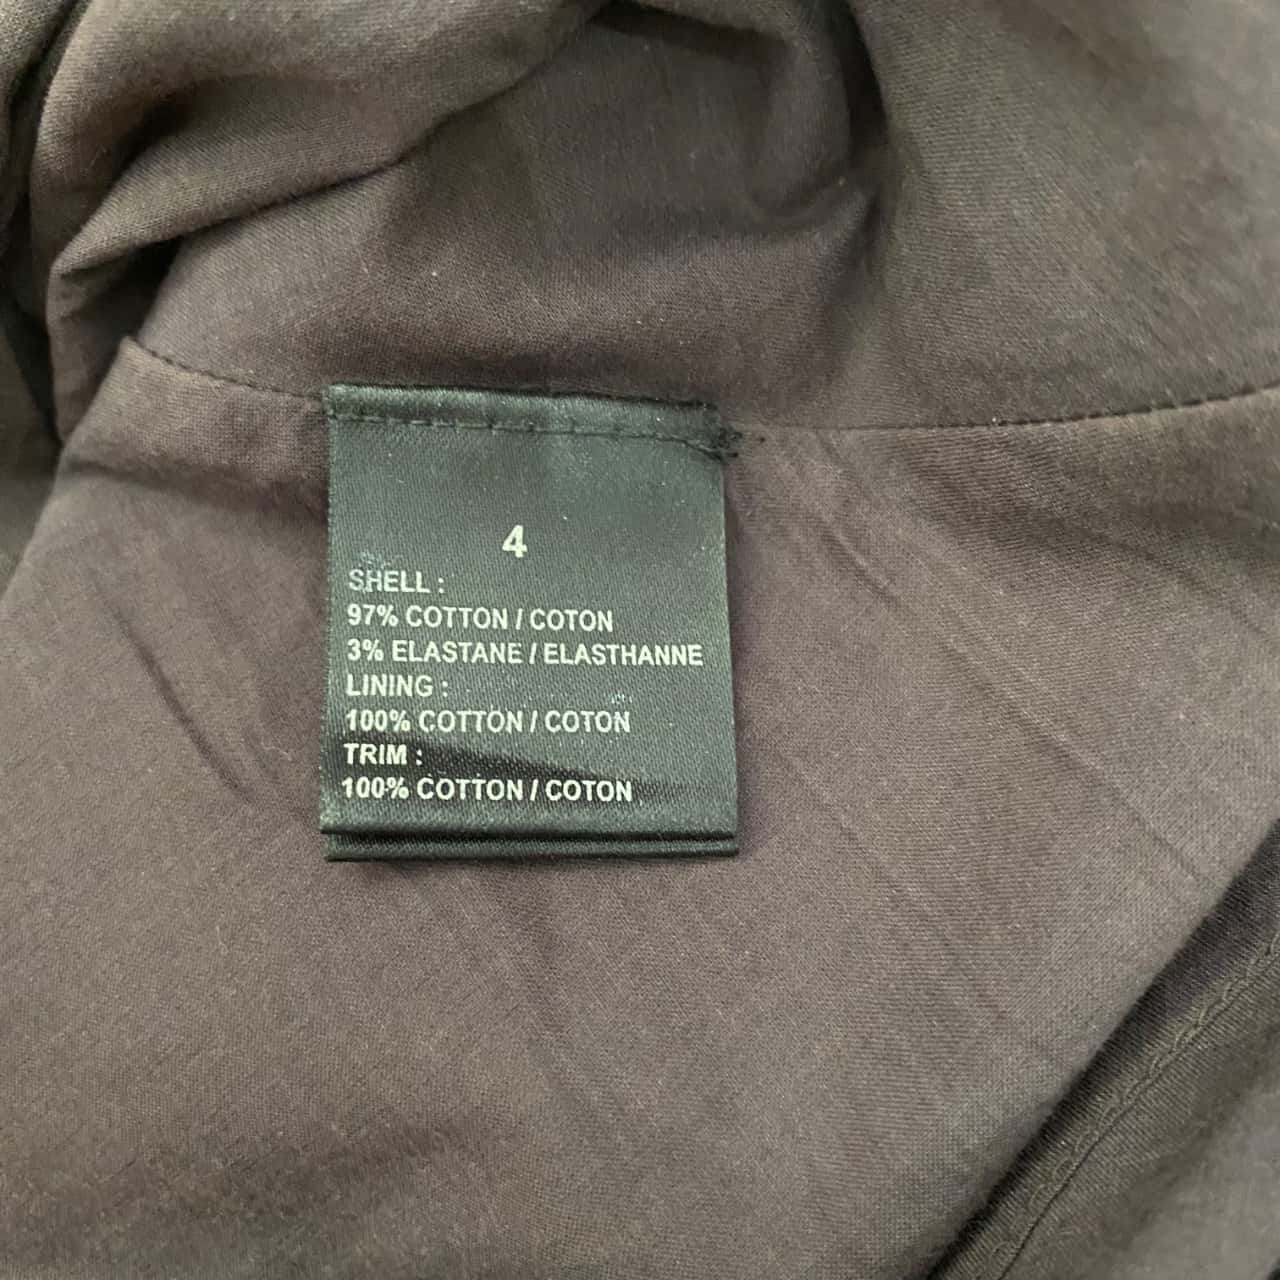 4
SHELL :
97% COTTON / COTON
3% ELASTANE / ELASTHANNE
LINING :
100% COTTON / COTON
TRIM :
100% COTTON / COTON